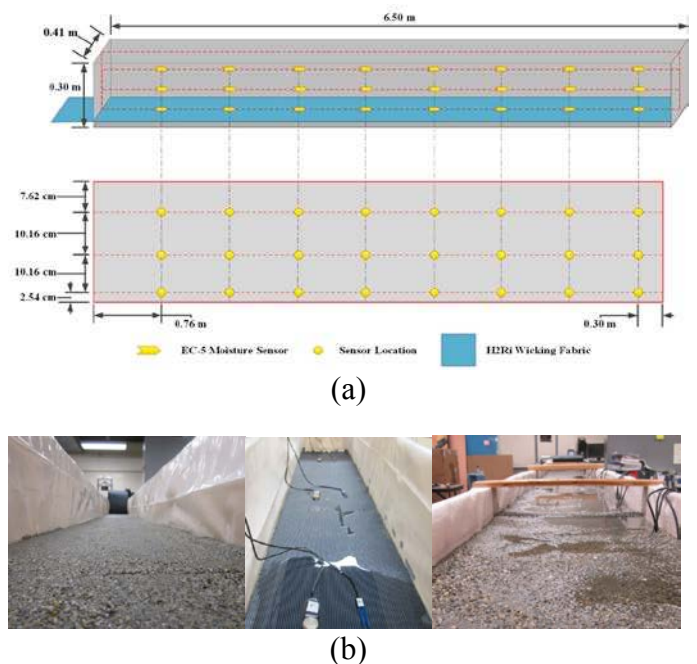 6.50 m
0.41 m
0.30 m
7.62 cm
10.16 cm
10.16 cm
2.54 cm
0.76 m
0.30 m
EC-5 Moisture Sensor
Sensor Location
H2Ri Wicking Fabric
(a)
(b)